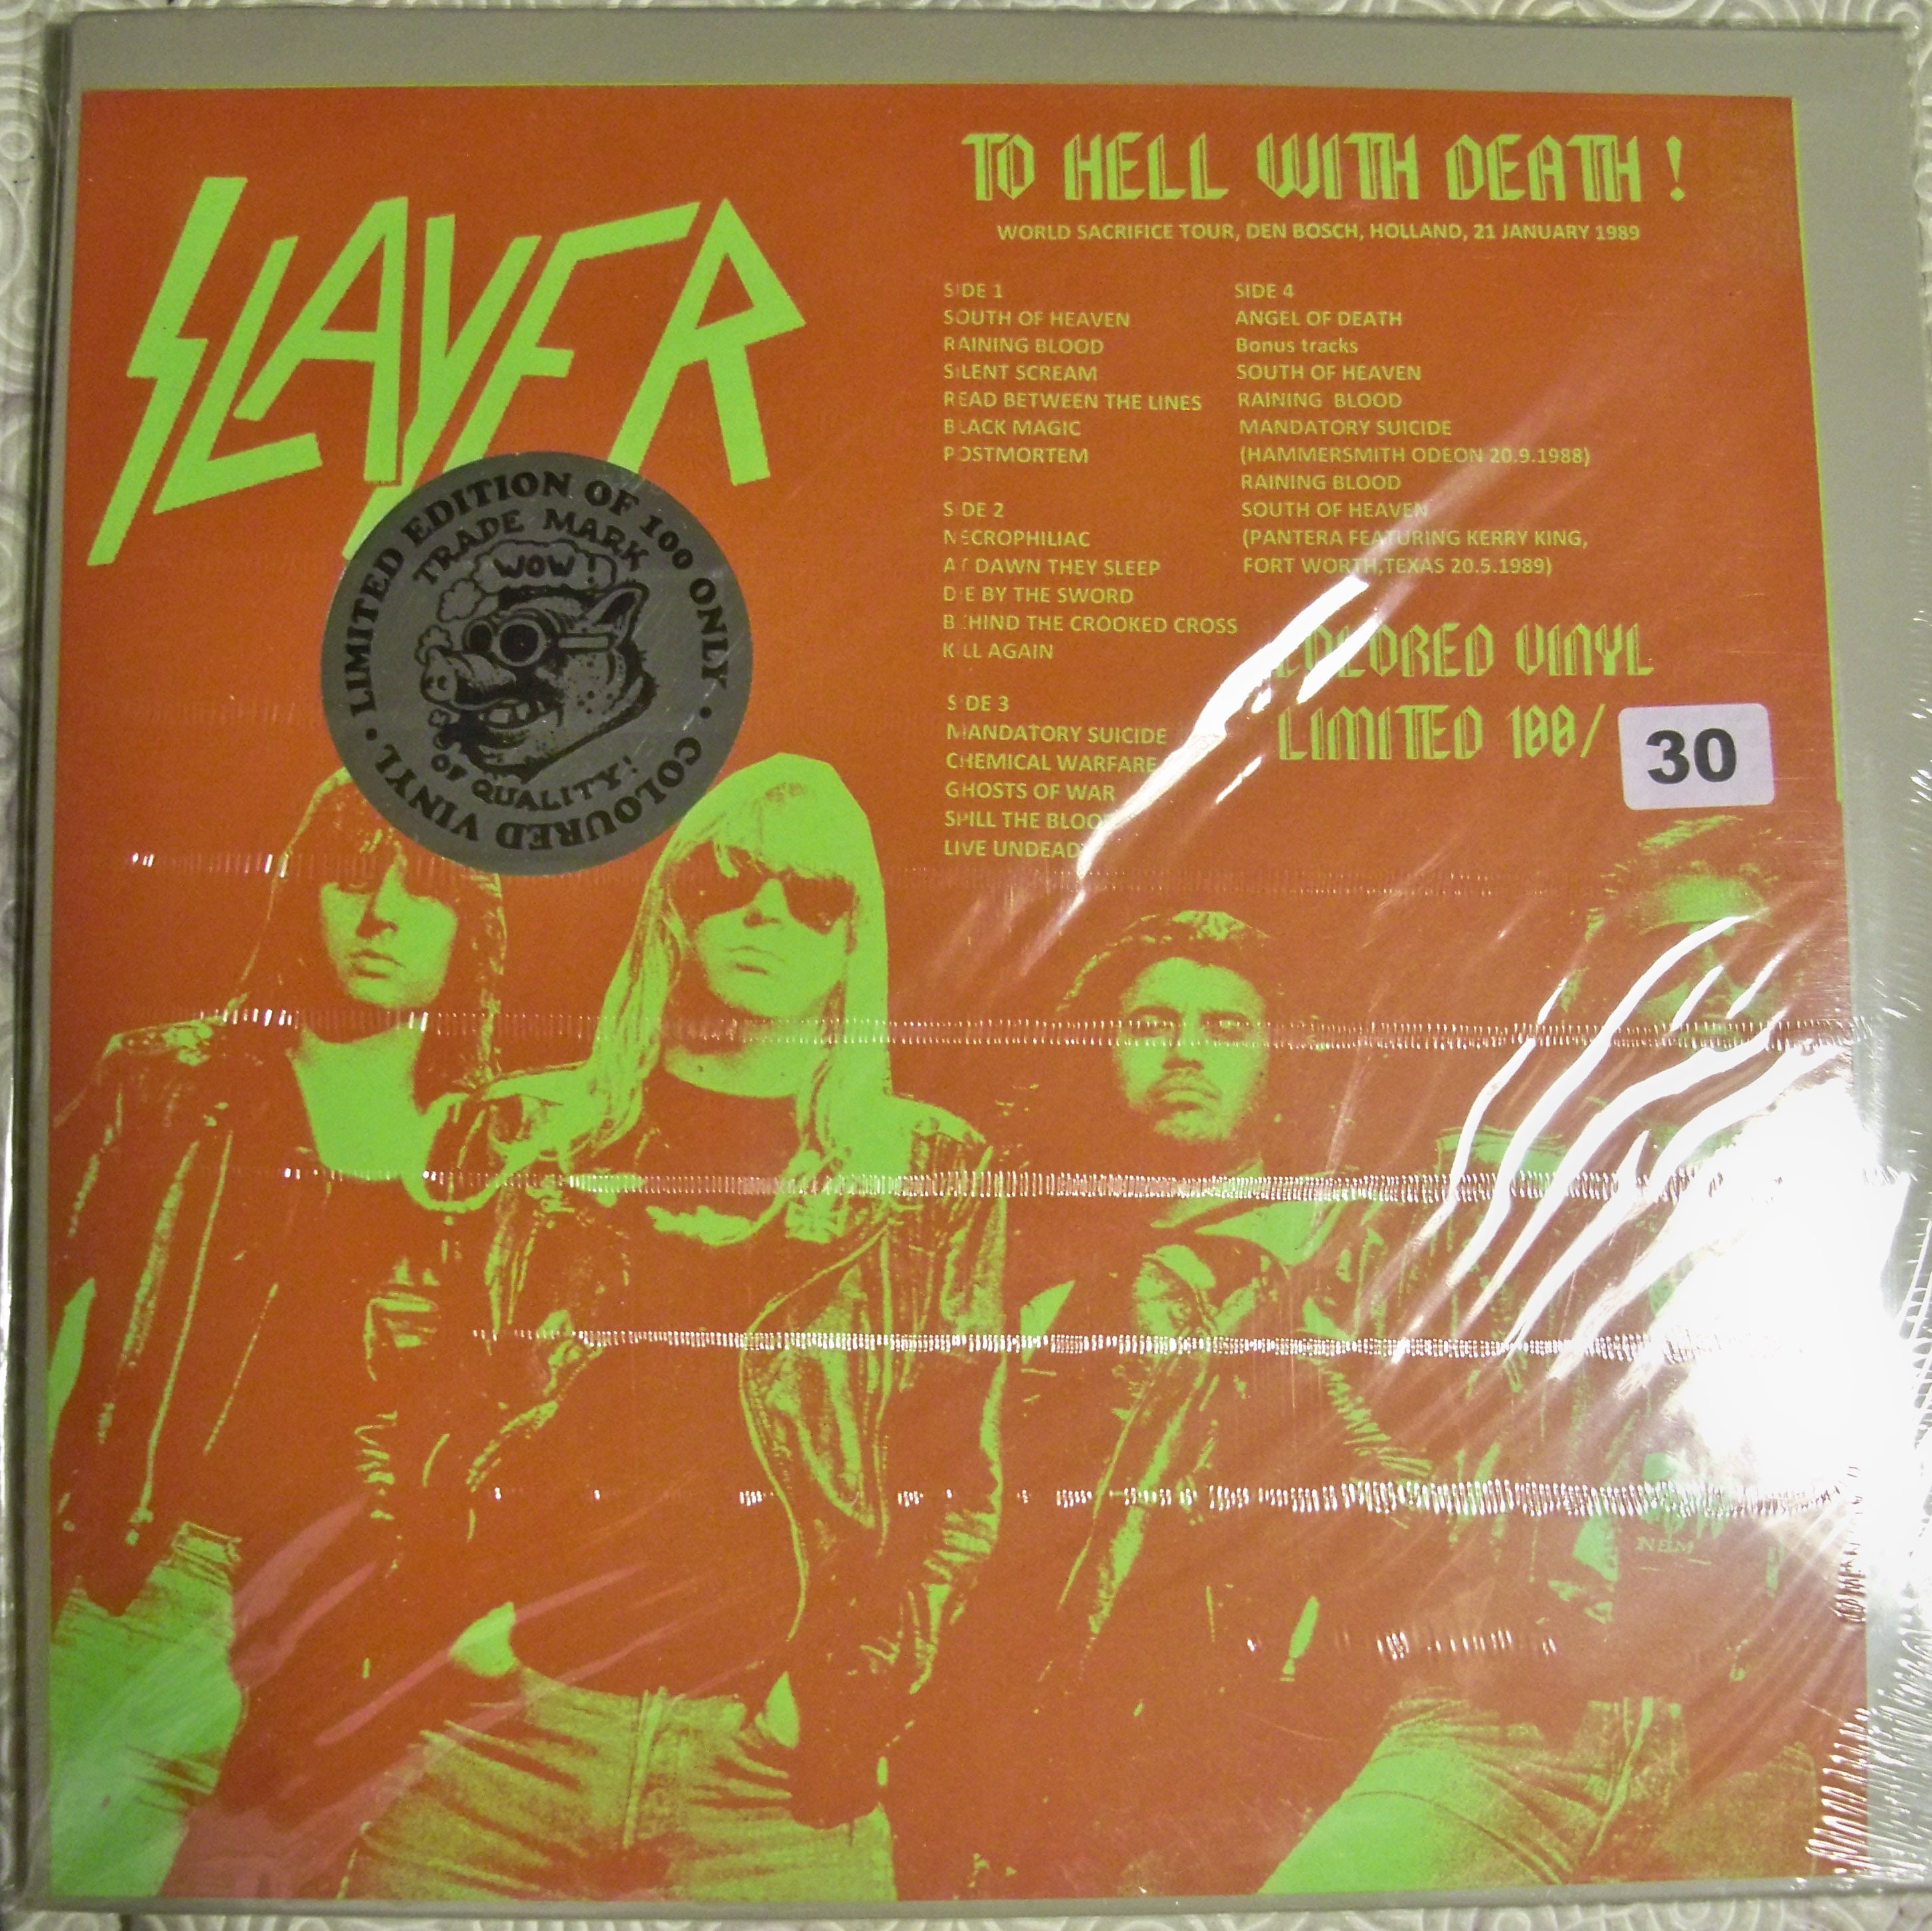 SLAYER
TO HELL WITH DEATH !
WORLD SACRIFICE TOUR, DEN BOSCH, HOLLAND, 21 JANUARY 1989
SIDE 1
SOUTH OF HEAVEN
RAINING BLOOD
SILENT SCREAM
READ BETWEEN THE LINES
BLACK MAGIC
POSTMORTEM
SIDE 2
NECROPHILIAC
AT DAWN THEY SLEEP
DIE BY THE SWORD
BEHIND THE CROOKED CROSS
KILL AGAIN
SIDE 3
MANDATORY SUICIDE
CHEMICAL WARFARE
GHOSTS OF WAR
SPILL THE BLOOD
LIVE UNDEAD
SIDE 4
ANGEL OF DEATH
Bonus tracks
SOUTH OF HEAVEN
RAINING BLOOD
MANDATORY SUICIDE
(HAMMERSMITH ODEON 20.9.1988)
RAINING BLOOD
SOUTH OF HEAVEN
(PANTERA FEATURING KERRY KING,
FORT WORTH,TEXAS 20.5.1989)
COLORED VINYL
LIMITED 100/ 30
• LIMITED EDITION OF 100 ONLY • COLOURED VINYL
TRADE MARK
WOW!
OF QUALITY!